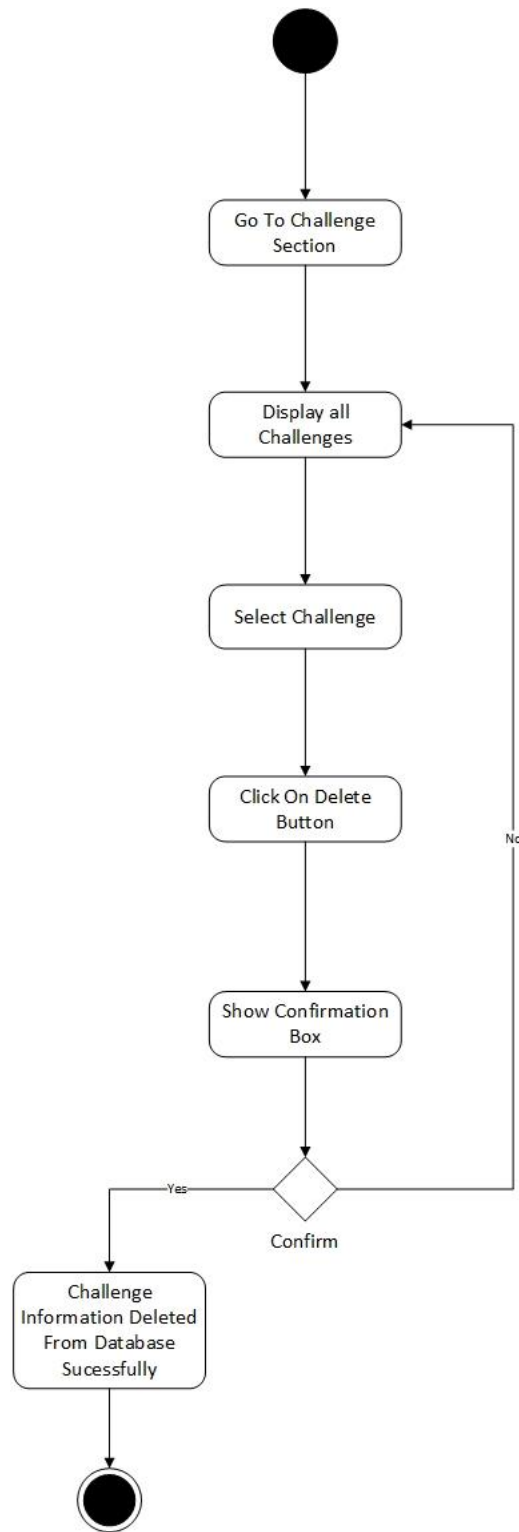 Go To Challenge
Section
Display all
Challenges
Select Challenge
Click On Delete
Button
No
Show Confirmation
Box
Yes
Confirm
Challenge
Information Deleted
From Database
Sucessfully